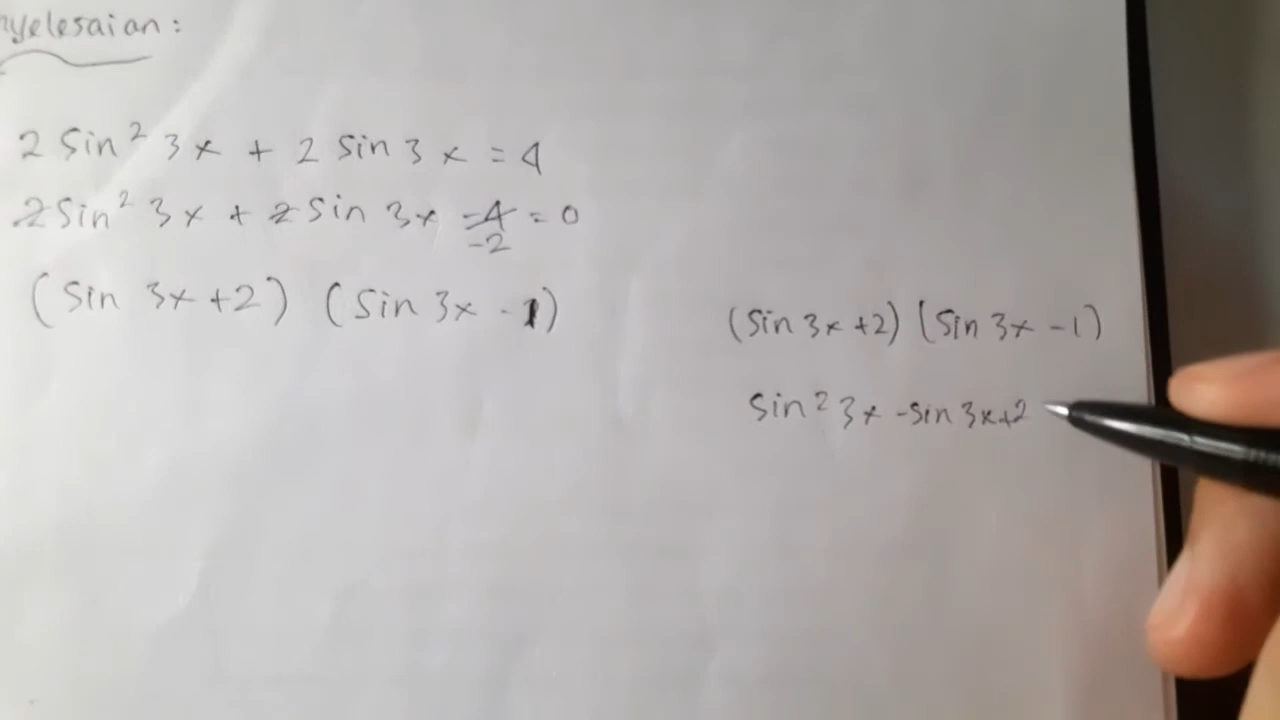 nyelesaian :
2 sin² 3x + 2 sin 3x = 4
2 sin² 3x + 2 sin 3x - 4 = 0
-2
(sin 3x + 2) (sin 3x - 1)
(sin 3x + 2) (sin 3x - 1)
sin² 3x - sin 3x + 2